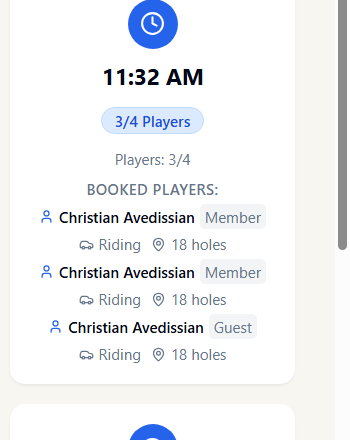 11:32 AM
3/4 Players
Players: 3/4
BOOKED PLAYERS:
Christian Avedissian Member
Riding 18 holes
Christian Avedissian Member
Riding 18 holes
Christian Avedissian Guest
Riding 18 holes